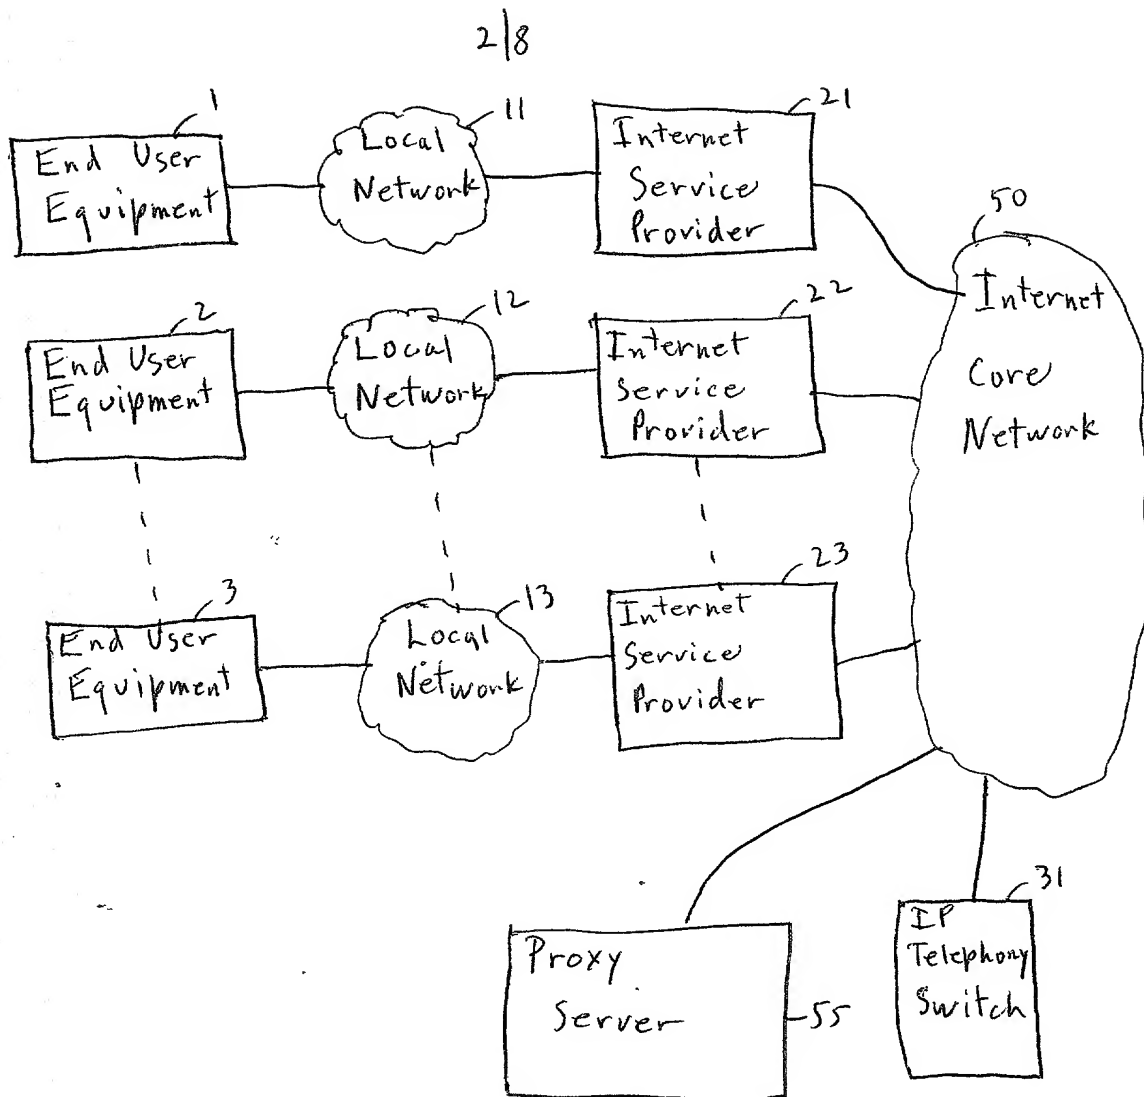 2/8
1
End User
Equipment
11
Local
Network
21
Internet
Service
Provider
50
Internet
Core
Network
2
End User
Equipment
12
Local
Network
22
Internet
Service
Provider
3
End User
Equipment
13
Local
Network
23
Internet
Service
Provider
Proxy
Server
55
31
IP
Telephony
Switch